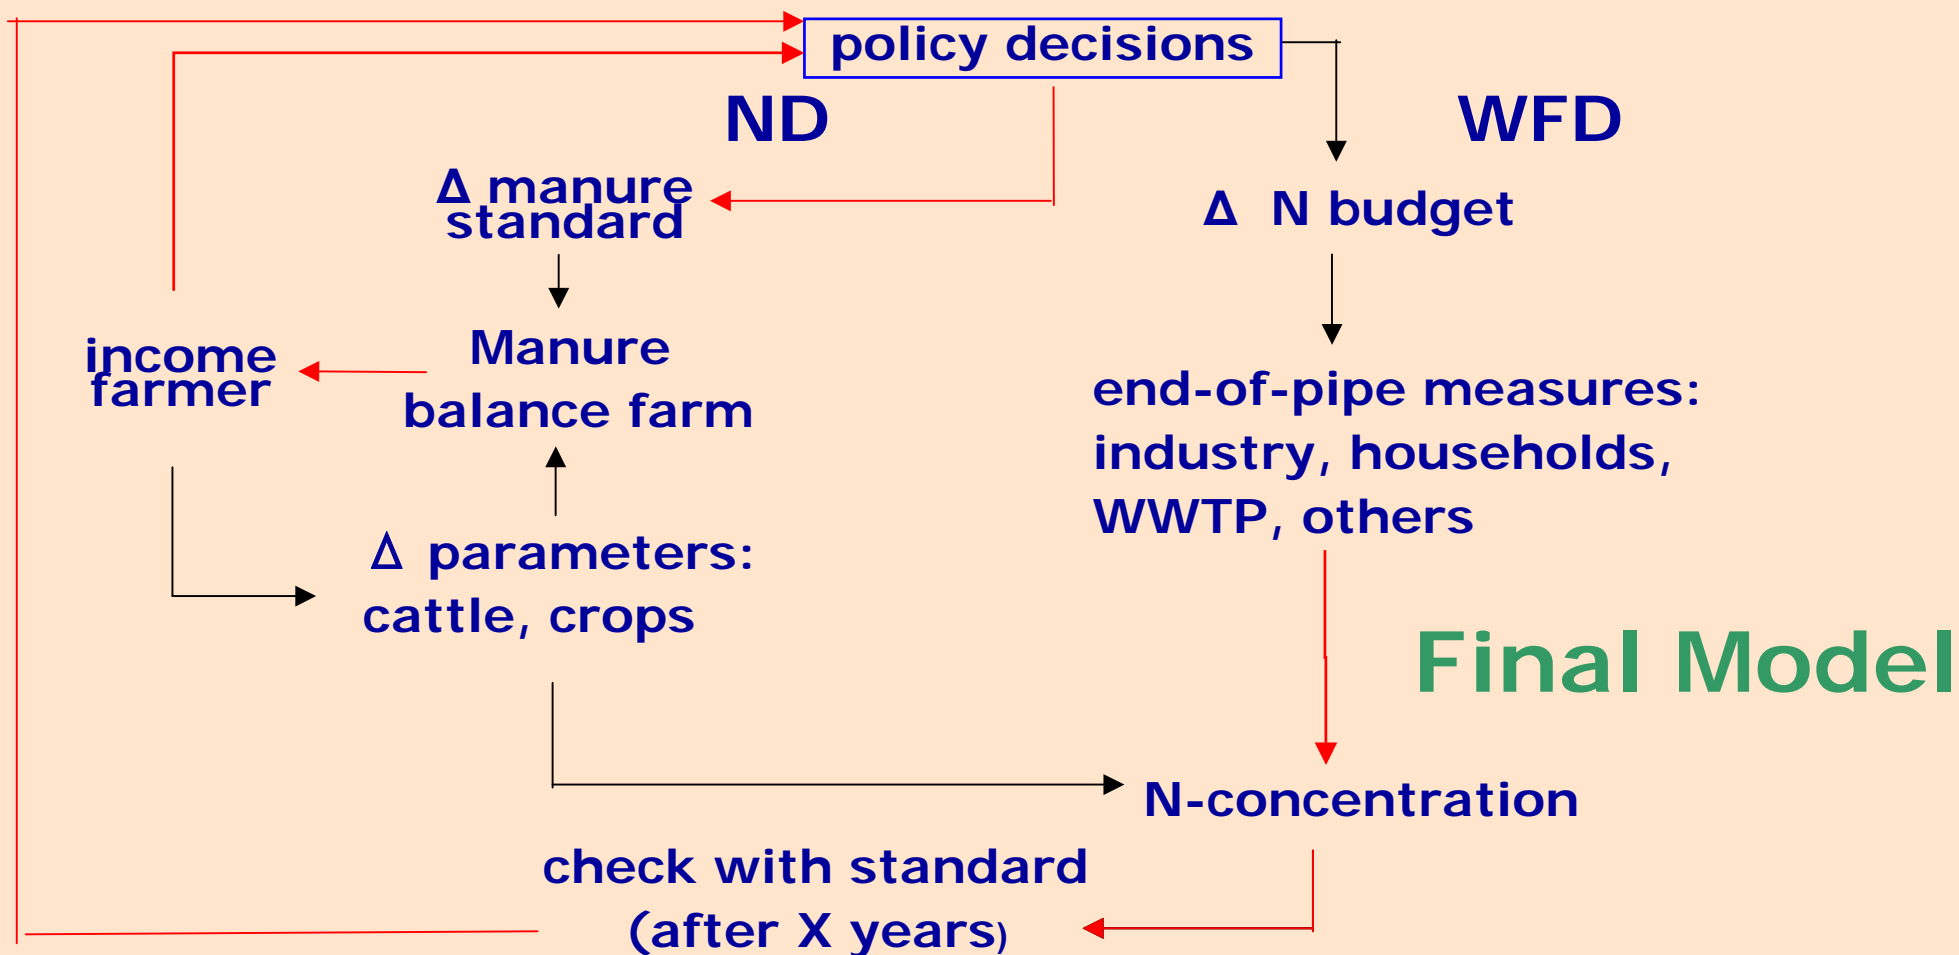 policy decisions
ND
WFD
Δ manure
standard
Δ N budget
income
farmer
Manure
balance farm
end-of-pipe measures:
industry, households,
WWTP, others
Δ parameters:
cattle, crops
Final Model
N-concentration
check with standard
(after X years)